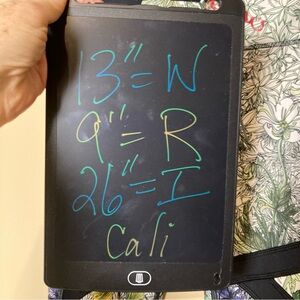 13" = W
9" = R
26" = I
Cali